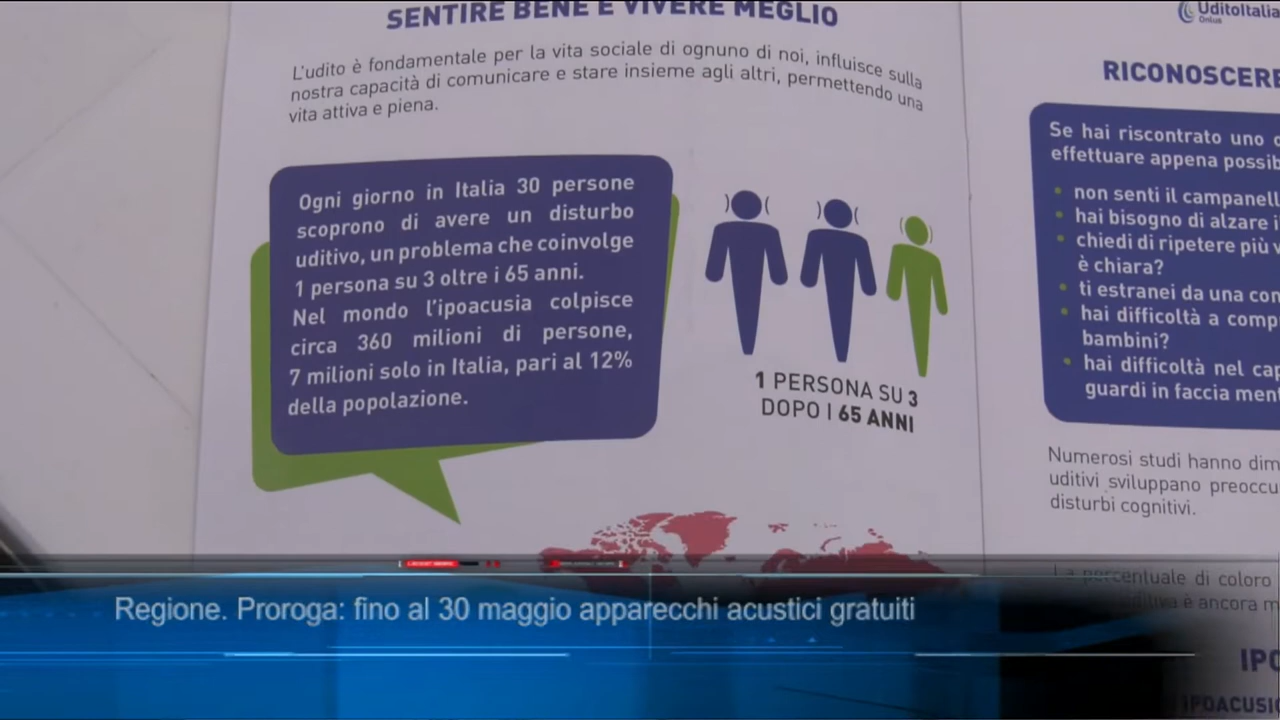 SENTIRE BENE E VIVERE MEGLIO
L'udito è fondamentale per la vita sociale di ognuno di noi, influisce sulla
nostra capacità di comunicare e stare insieme agli altri, permettendo una
vita attiva e piena.
Ogni giorno in Italia 30 persone
scoprono di avere un disturbo
uditivo, un problema che coinvolge
1 persona su 3 oltre i 65 anni.
Nel mondo l'ipoacusia colpisce
circa 360 milioni di persone,
7 milioni solo in Italia, pari al 12%
della popolazione.
1 PERSONA SU 3
DOPO I 65 ANNI
UditoItalia
Onlus
RICONOSCERE
Se hai riscontrato uno
effettuare appena possib
non senti il campanell
hai bisogno di alzare i
chiedi di ripetere più v
è chiara?
ti estranei da una con
hai difficoltà a comp
bambini?
hai difficoltà nel cap
guardi in faccia ment
Numerosi studi hanno dim
uditivi sviluppano preoccu
disturbi cognitivi.
La percentuale di coloro
è ancora m
IPO
IPOACUSI
Regione. Proroga: fino al 30 maggio apparecchi acustici gratuiti